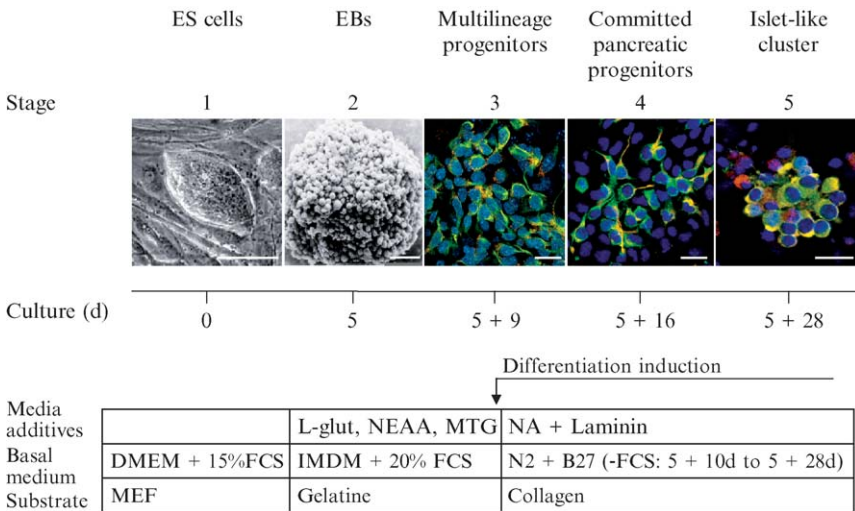 ES cells EBs Multilineage progenitors Committed pancreatic progenitors Islet-like cluster
Stage 1 2 3 4 5
Culture (d) 0 5 5 + 9 5 + 16 5 + 28
Differentiation induction
Media additives L-glut, NEAA, MTG NA + Laminin
Basal medium DMEM + 15%FCS IMDM + 20% FCS N2 + B27 (-FCS: 5 + 10d to 5 + 28d)
Substrate MEF Gelatine Collagen